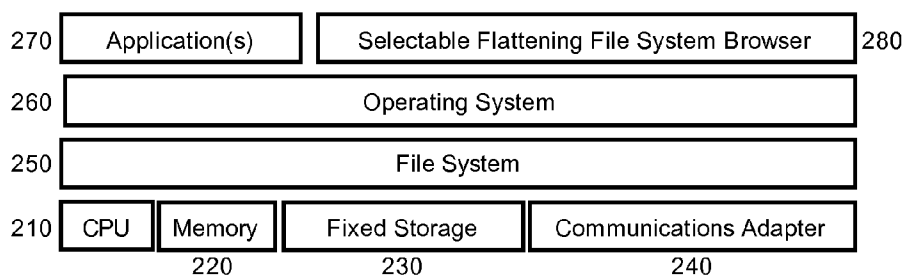 270 Application(s) Selectable Flattening File System Browser 280
260 Operating System
250 File System
210 CPU Memory Fixed Storage Communications Adapter
220 230 240